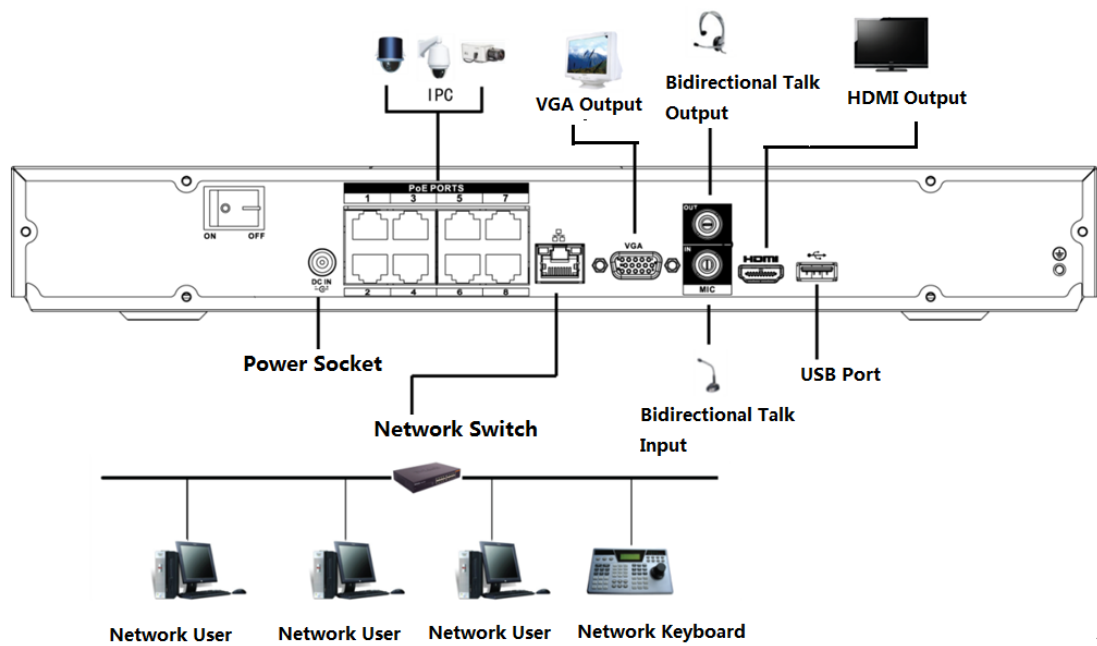 IPC
VGA Output
Bidirectional Talk
Output
HDMI Output
PoE PORTS
1 3 5 7
ON OFF
DC IN
2 4 6 8
VGA
OUT
IN
MIC
HDMI
Power Socket
Network Switch
Bidirectional Talk
Input
USB Port
Network User
Network User
Network User
Network Keyboard